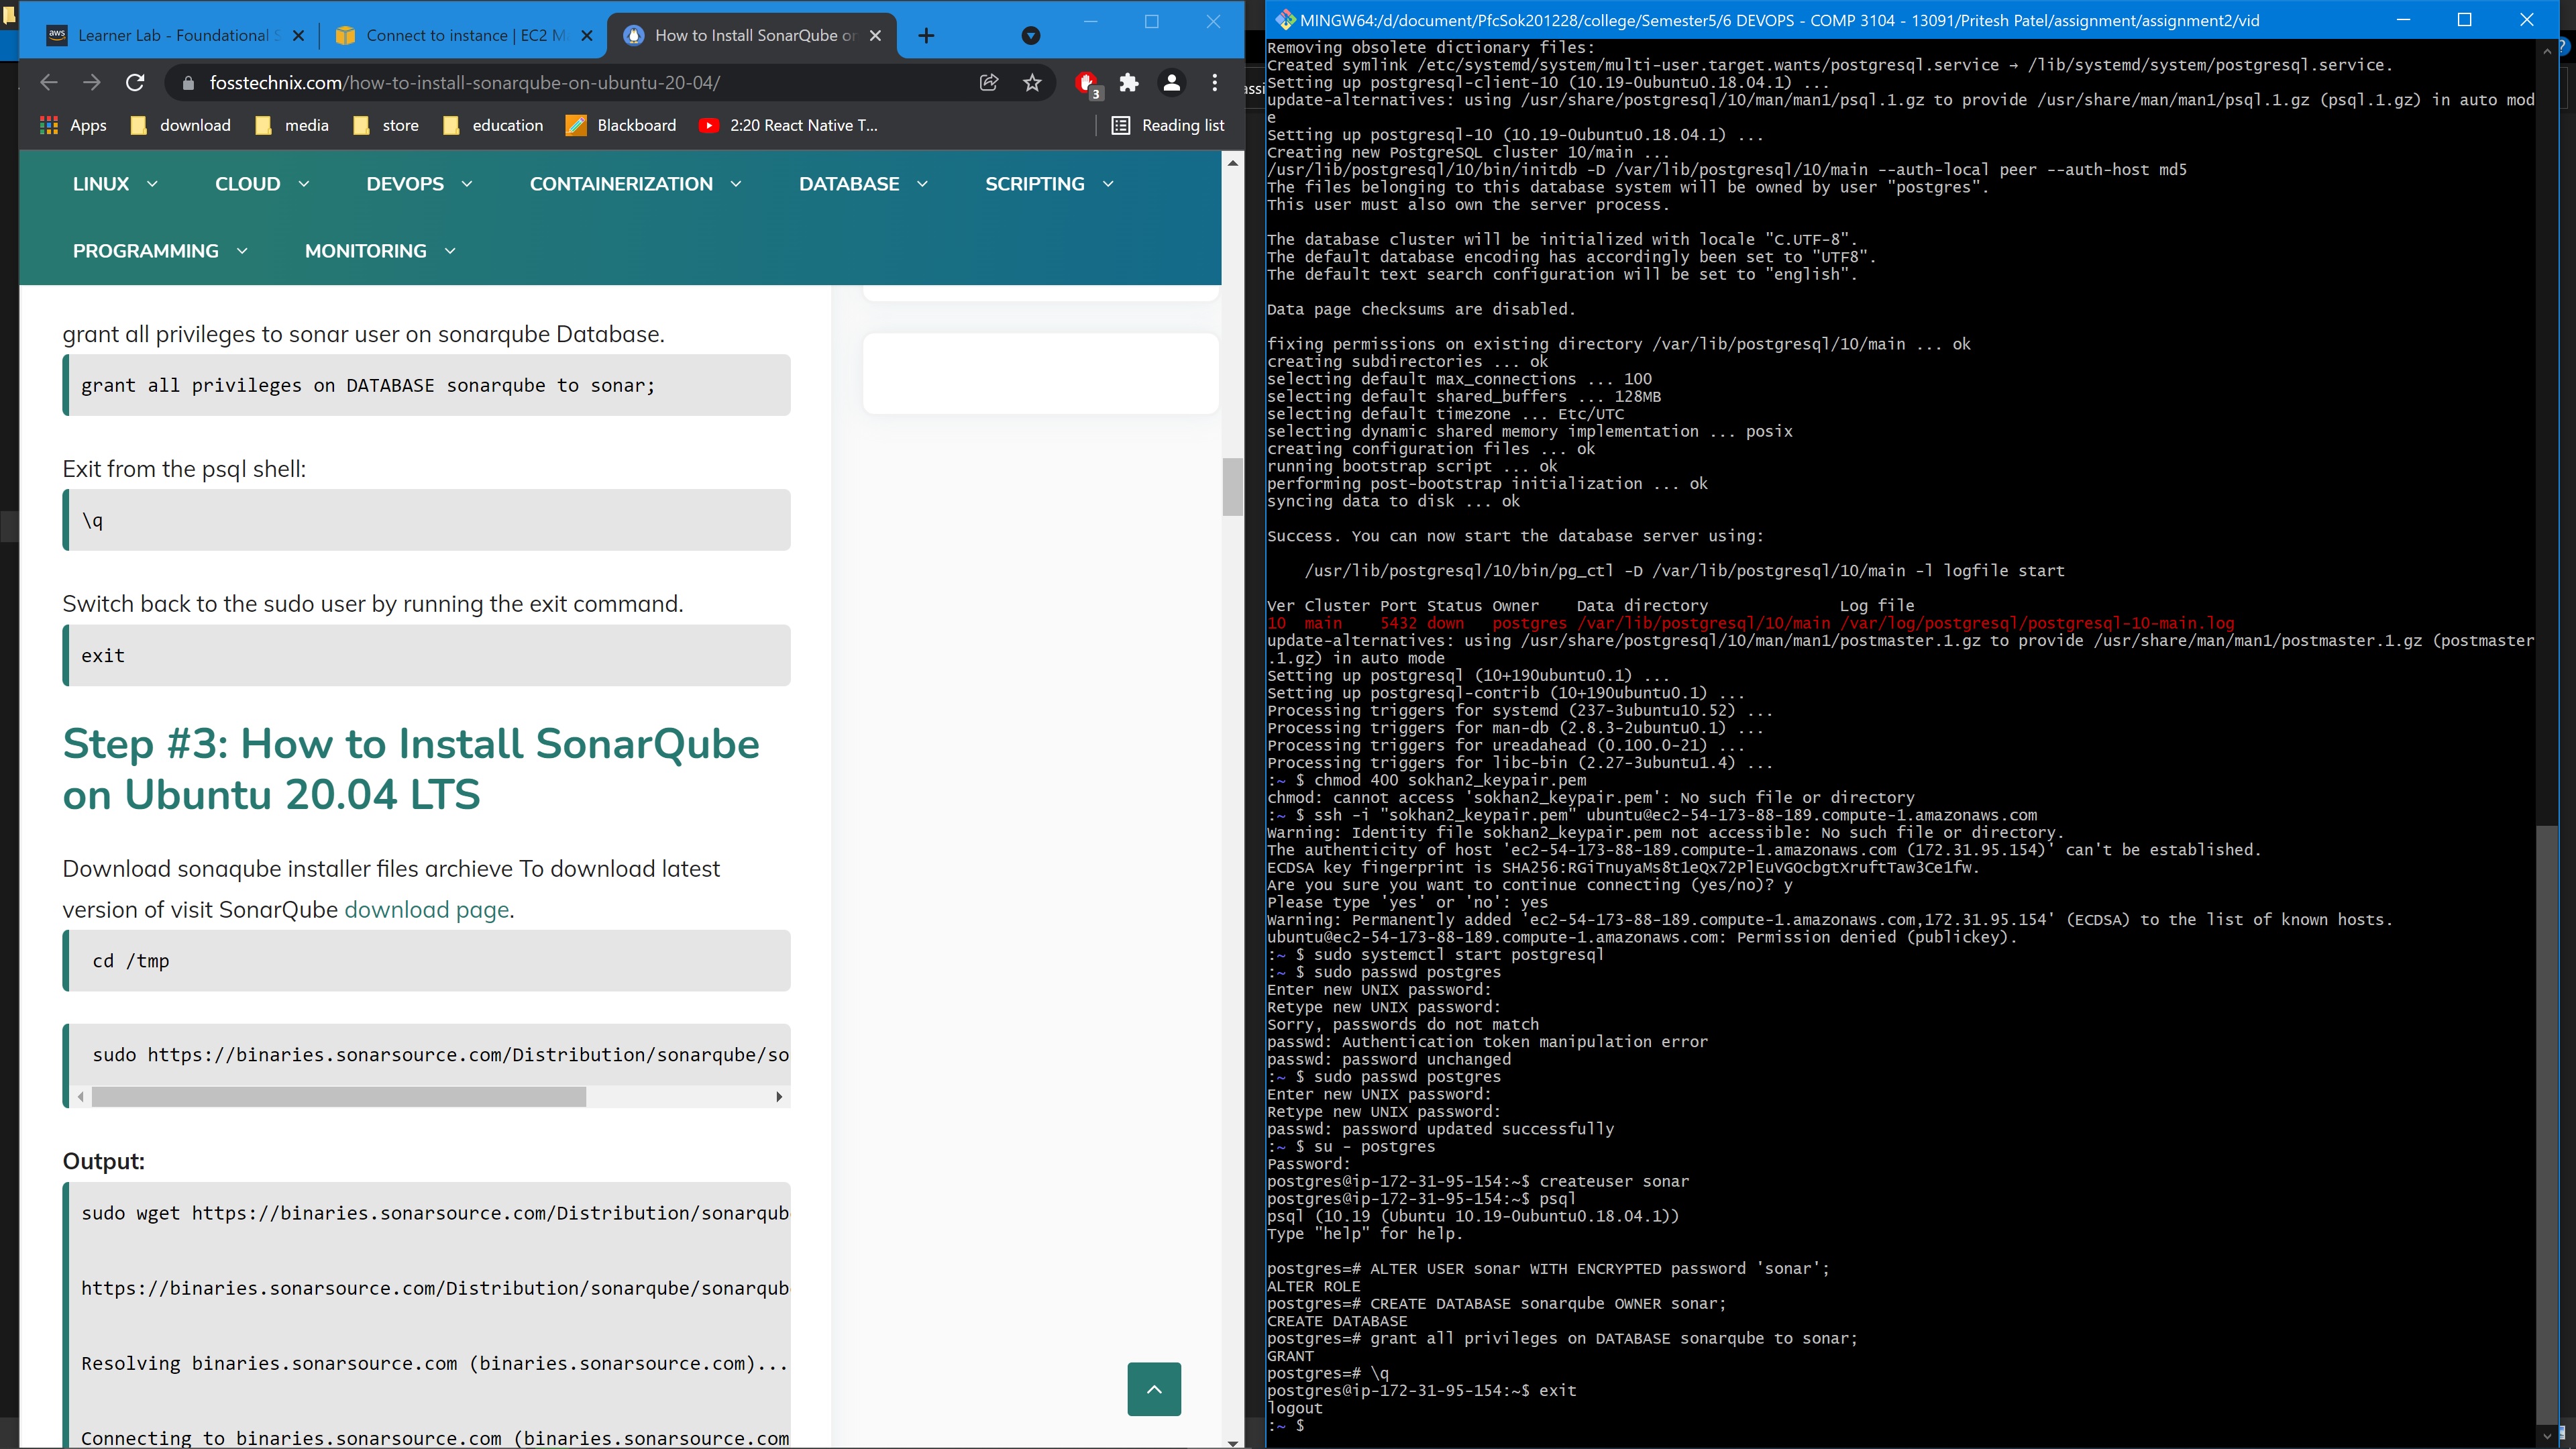 Learner Lab - Foundational S
Connect to instance | EC2 M
How to Install SonarQube on
fosstechnix.com/how-to-install-sonarqube-on-ubuntu-20-04/
3
Apps
download
media
store
education
Blackboard
2:20 React Native T...
Reading list
LINUX
CLOUD
DEVOPS
CONTAINERIZATION
DATABASE
SCRIPTING
PROGRAMMING
MONITORING
grant all privileges to sonar user on sonarqube Database.
grant all privileges on DATABASE sonarqube to sonar;
Exit from the psql shell:
\q
Switch back to the sudo user by running the exit command.
exit
Step #3: How to Install SonarQube
on Ubuntu 20.04 LTS
Download sonaqube installer files archieve To download latest
version of visit SonarQube download page.
cd /tmp
sudo https://binaries.sonarsource.com/Distribution/sonarqube/so
Output:
sudo wget https://binaries.sonarsource.com/Distribution/sonarqub
https://binaries.sonarsource.com/Distribution/sonarqube/sonarqub
Resolving binaries.sonarsource.com (binaries.sonarsource.com)...
Connecting to binaries.sonarsource.com (binaries.sonarsource.com
MINGW64:/d/document/PfcSok201228/college/Semester5/6 DEVOPS - COMP 3104 - 13091/Pritesh Patel/assignment/assignment2/vid
Removing obsolete dictionary files:
Created symlink /etc/systemd/system/multi-user.target.wants/postgresql.service → /lib/systemd/system/postgresql.service.
Setting up postgresql-client-10 (10.19-0ubuntu0.18.04.1) ...
update-alternatives: using /usr/share/postgresql/10/man/man1/psql.1.gz to provide /usr/share/man/man1/psql.1.gz (psql.1.gz) in auto mod
e
Setting up postgresql-10 (10.19-0ubuntu0.18.04.1) ...
Creating new PostgreSQL cluster 10/main ...
/usr/lib/postgresql/10/bin/initdb -D /var/lib/postgresql/10/main --auth-local peer --auth-host md5
The files belonging to this database system will be owned by user "postgres".
This user must also own the server process.
The database cluster will be initialized with locale "C.UTF-8".
The default database encoding has accordingly been set to "UTF8".
The default text search configuration will be set to "english".
Data page checksums are disabled.
fixing permissions on existing directory /var/lib/postgresql/10/main ... ok
creating subdirectories ... ok
selecting default max_connections ... 100
selecting default shared_buffers ... 128MB
selecting default timezone ... Etc/UTC
selecting dynamic shared memory implementation ... posix
creating configuration files ... ok
running bootstrap script ... ok
performing post-bootstrap initialization ... ok
syncing data to disk ... ok
Success. You can now start the database server using:
/usr/lib/postgresql/10/bin/pg_ctl -D /var/lib/postgresql/10/main -l logfile start
Ver Cluster Port Status Owner    Data directory              Log file
10  main    5432 down   postgres /var/lib/postgresql/10/main /var/log/postgresql/postgresql-10-main.log
update-alternatives: using /usr/share/postgresql/10/man/man1/postmaster.1.gz to provide /usr/share/man/man1/postmaster.1.gz (postmaster
.1.gz) in auto mode
Setting up postgresql (10+190ubuntu0.1) ...
Setting up postgresql-contrib (10+190ubuntu0.1) ...
Processing triggers for systemd (237-3ubuntu10.52) ...
Processing triggers for man-db (2.8.3-2ubuntu0.1) ...
Processing triggers for ureadahead (0.100.0-21) ...
Processing triggers for libc-bin (2.27-3ubuntu1.4) ...
:~ $ chmod 400 sokhan2_keypair.pem
chmod: cannot access 'sokhan2_keypair.pem': No such file or directory
:~ $ ssh -i "sokhan2_keypair.pem" ubuntu@ec2-54-173-88-189.compute-1.amazonaws.com
Warning: Identity file sokhan2_keypair.pem not accessible: No such file or directory.
The authenticity of host 'ec2-54-173-88-189.compute-1.amazonaws.com (172.31.95.154)' can't be established.
ECDSA key fingerprint is SHA256:RGiTnuyaMs8t1eQx72PlEuVGOcbgtXruftTaw3Ce1fw.
Are you sure you want to continue connecting (yes/no)? y
Please type 'yes' or 'no': yes
Warning: Permanently added 'ec2-54-173-88-189.compute-1.amazonaws.com,172.31.95.154' (ECDSA) to the list of known hosts.
ubuntu@ec2-54-173-88-189.compute-1.amazonaws.com: Permission denied (publickey).
:~ $ sudo systemctl start postgresql
:~ $ sudo passwd postgres
Enter new UNIX password:
Retype new UNIX password:
Sorry, passwords do not match
passwd: Authentication token manipulation error
passwd: password unchanged
:~ $ sudo passwd postgres
Enter new UNIX password:
Retype new UNIX password:
passwd: password updated successfully
:~ $ su - postgres
Password:
postgres@ip-172-31-95-154:~$ createuser sonar
postgres@ip-172-31-95-154:~$ psql
psql (10.19 (Ubuntu 10.19-0ubuntu0.18.04.1))
Type "help" for help.
postgres=# ALTER USER sonar WITH ENCRYPTED password 'sonar';
ALTER ROLE
postgres=# CREATE DATABASE sonarqube OWNER sonar;
CREATE DATABASE
postgres=# grant all privileges on DATABASE sonarqube to sonar;
GRANT
postgres=# \q
postgres@ip-172-31-95-154:~$ exit
logout
:~ $